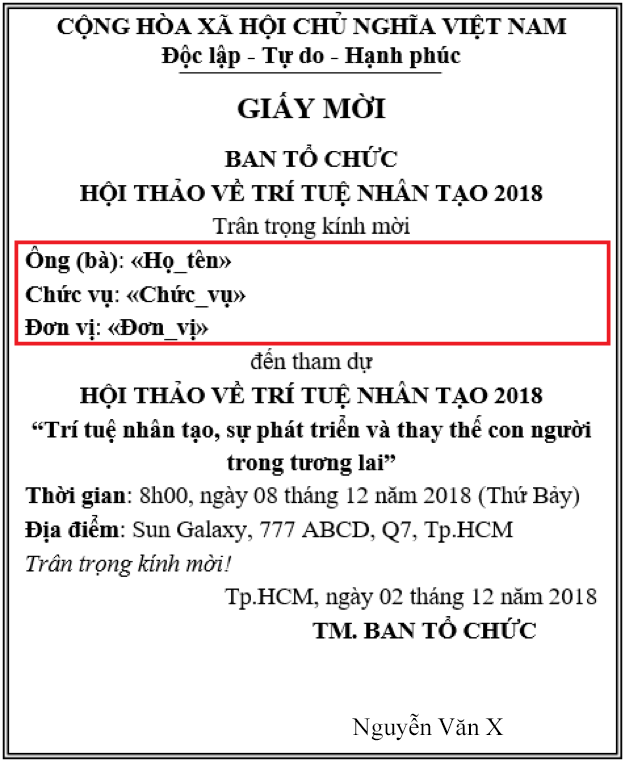 CỘNG HÒA XÃ HỘI CHỦ NGHĨA VIỆT NAM
Độc lập - Tự do - Hạnh phúc
GIẤY MỜI
BAN TỔ CHỨC
HỘI THẢO VỀ TRÍ TUỆ NHÂN TẠO 2018
Trân trọng kính mời
Ông (bà): «Họ_tên»
Chức vụ: «Chức_vụ»
Đơn vị: «Đơn_vị»
đến tham dự
HỘI THẢO VỀ TRÍ TUỆ NHÂN TẠO 2018
“Trí tuệ nhân tạo, sự phát triển và thay thế con người
trong tương lai”
Thời gian: 8h00, ngày 08 tháng 12 năm 2018 (Thứ Bảy)
Địa điểm: Sun Galaxy, 777 ABCD, Q7, Tp.HCM
Trân trọng kính mời!
Tp.HCM, ngày 02 tháng 12 năm 2018
TM. BAN TỔ CHỨC
Nguyễn Văn X